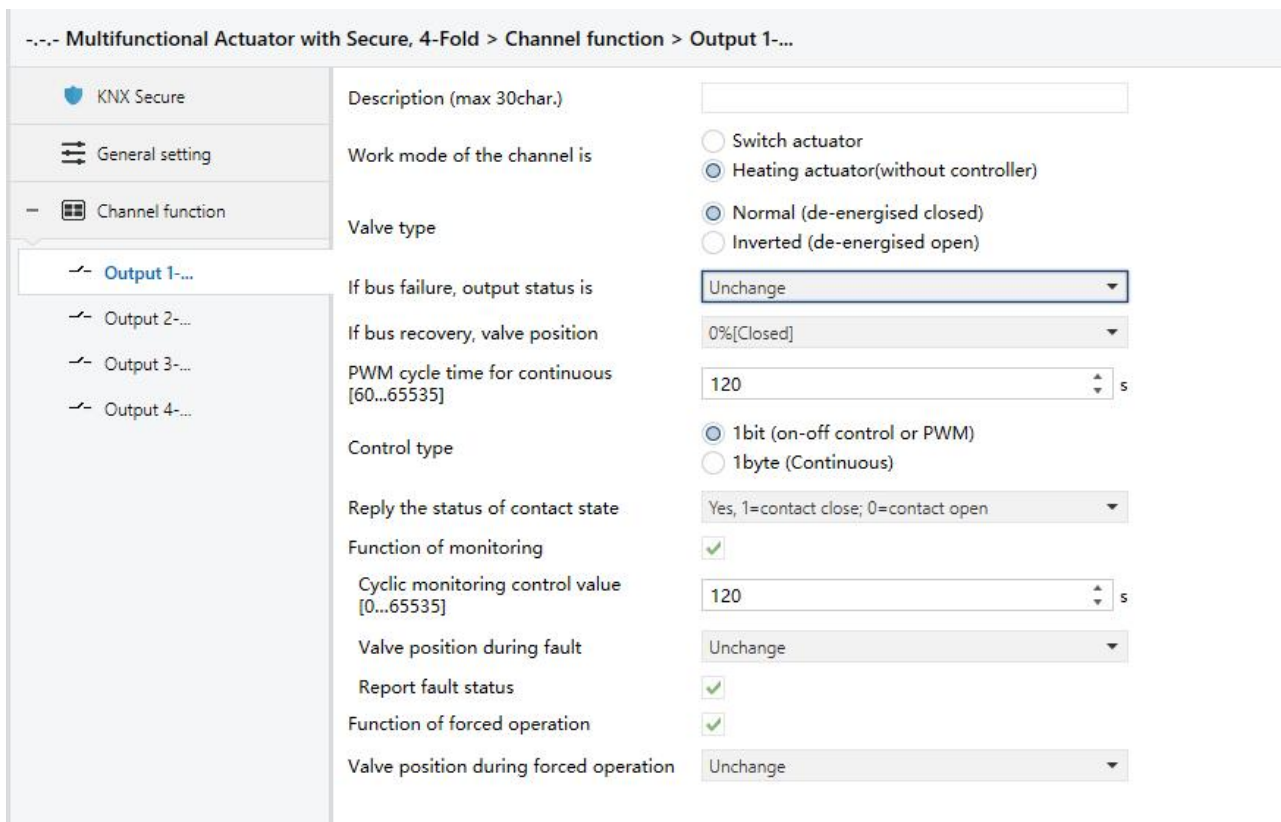 -.-.- Multifunctional Actuator with Secure, 4-Fold > Channel function > Output 1-...
KNX Secure
General setting
Channel function
Output 1-...
Output 2-...
Output 3-...
Output 4-...
Description (max 30char.)
Work mode of the channel is
Switch actuator
Heating actuator(without controller)
Valve type
Normal (de-energised closed)
Inverted (de-energised open)
If bus failure, output status is
Unchange
If bus recovery, valve position
0%[Closed]
PWM cycle time for continuous
[60...65535]
120
s
Control type
1bit (on-off control or PWM)
1byte (Continuous)
Reply the status of contact state
Yes, 1=contact close; 0=contact open
Function of monitoring
Cyclic monitoring control value
[0...65535]
120
s
Valve position during fault
Unchange
Report fault status
Function of forced operation
Valve position during forced operation
Unchange